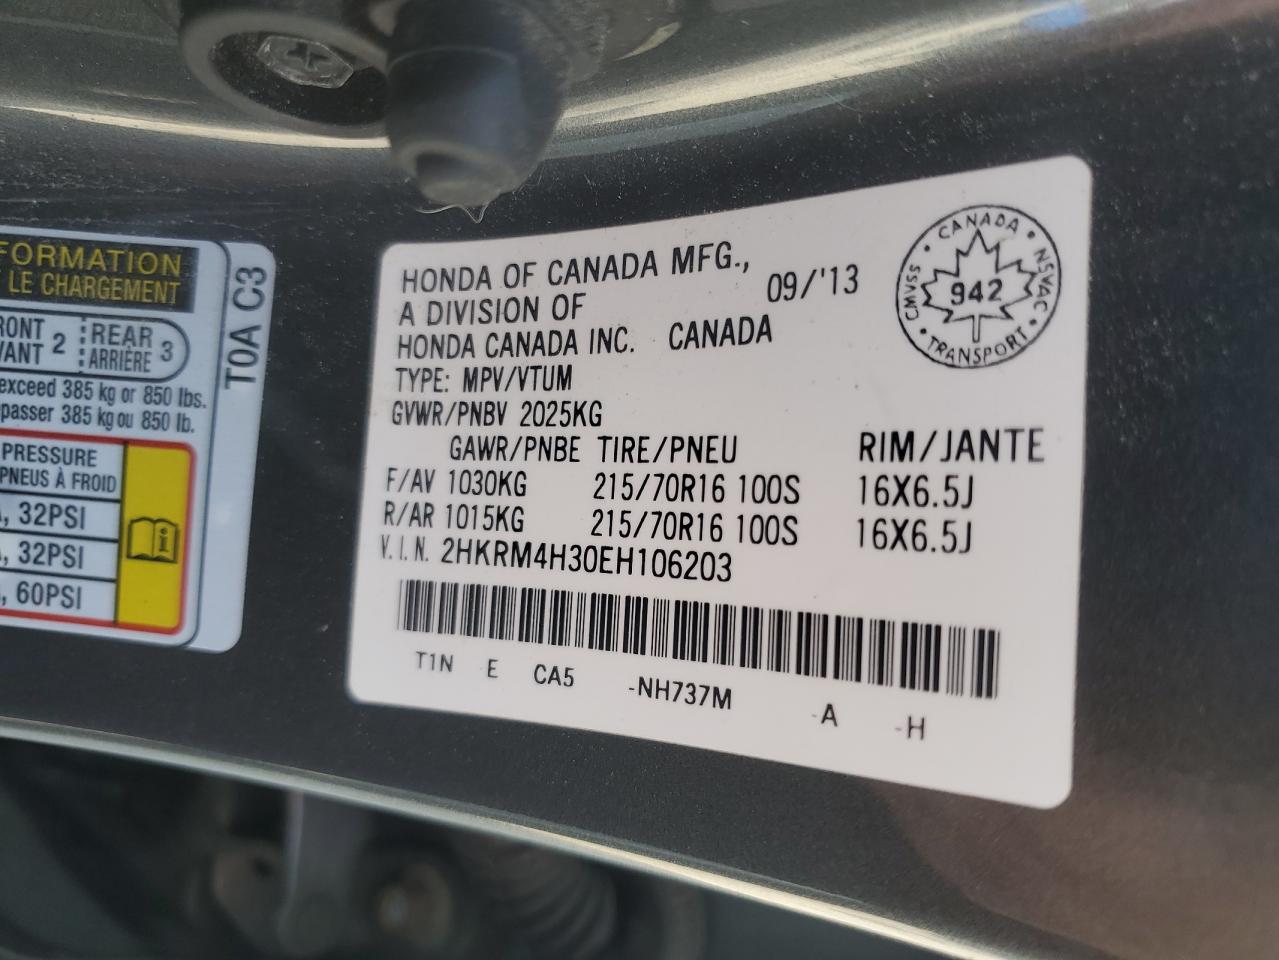 FORMATION
LE CHARGEMENT
RONT
VANT 2
REAR
ARRIÈRE 3
exceed 385 kg or 850 lbs.
passer 385 kg ou 850 lb.
PRESSURE
PNEUS À FROID
, 32PSI
, 32PSI
, 60PSI
T0A C3
HONDA OF CANADA MFG.,
A DIVISION OF
HONDA CANADA INC. CANADA
09/'13
CANADA • NSVAC • TRANSPORT • CMVSS •
942
TYPE: MPV/VTUM
GVWR/PNBV 2025KG
GAWR/PNBE TIRE/PNEU RIM/JANTE
F/AV 1030KG 215/70R16 100S 16X6.5J
R/AR 1015KG 215/70R16 100S 16X6.5J
V.I.N. 2HKRM4H30EH106203
T1N E CA5 -NH737M -A -H